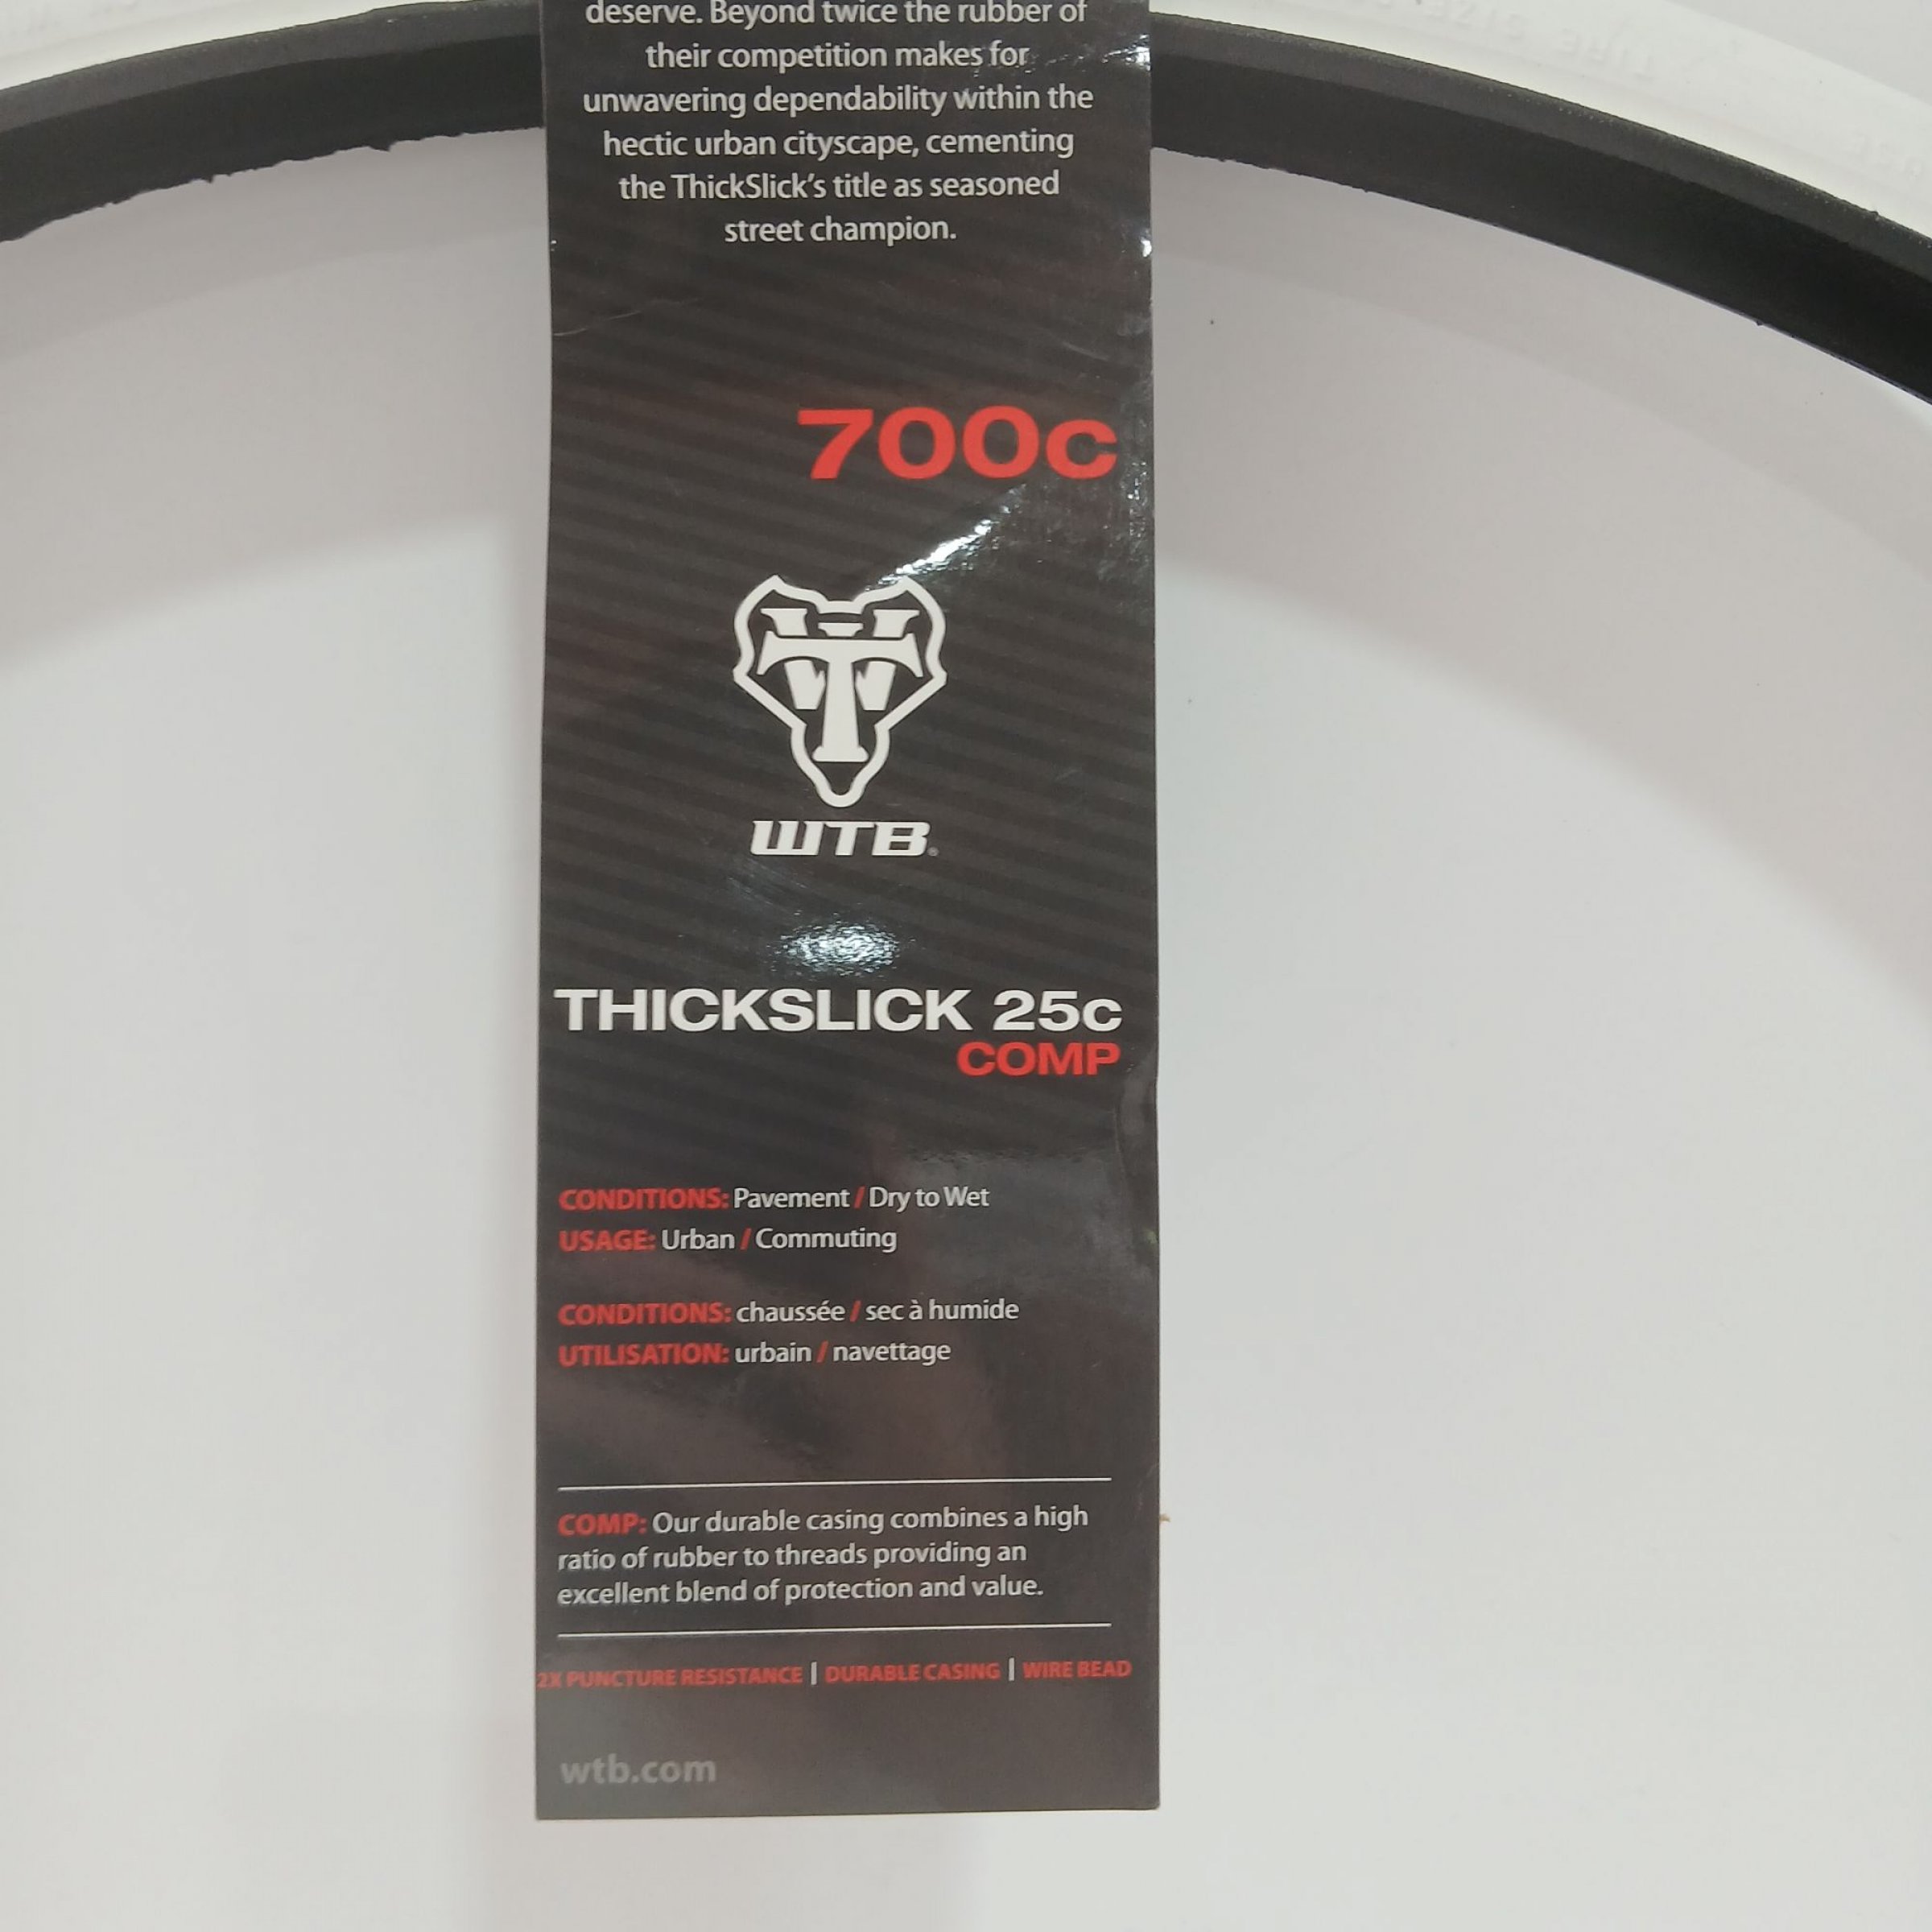 deserve. Beyond twice the rubber of
their competition makes for
unwavering dependability within the
hectic urban cityscape, cementing
the ThickSlick's title as seasoned
street champion.
700c
WTB
WTB®
THICKSLICK 25c
COMP
CONDITIONS: Pavement / Dry to Wet
USAGE: Urban / Commuting
CONDITIONS: chaussée / sec à humide
UTILISATION: urbain / navettage
COMP: Our durable casing combines a high
ratio of rubber to threads providing an
excellent blend of protection and value.
2X PUNCTURE RESISTANCE | DURABLE CASING | WIRE BEAD
wtb.com